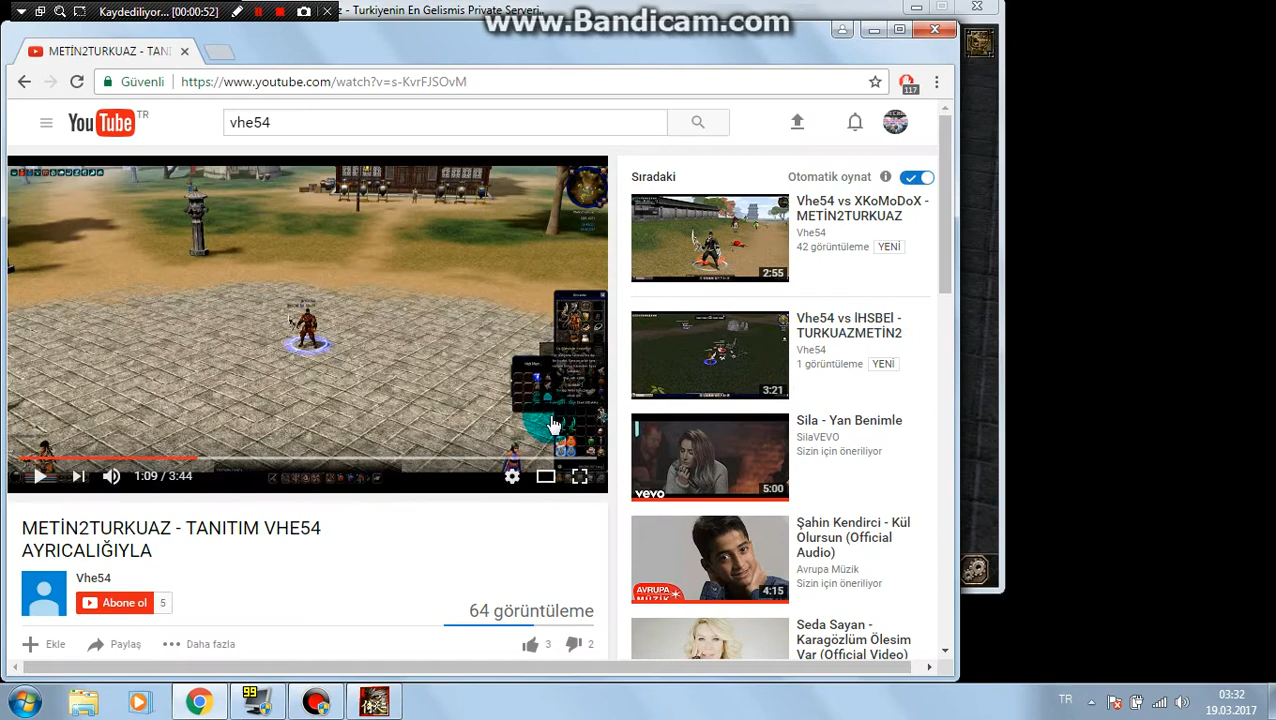 Kaydediliyor... (00:00:52)
- Turkiyenin En Gelismis Private Serveri.
www.Bandicam.com
METİN2TURKUAZ - TANI
Güvenli
https://www.youtube.com/watch?v=s-KvrFJSOvM
117
YouTube TR
vhe54
Sıradaki
Otomatik oynat
Vhe54 vs XKoMoDoX -
METİN2TURKUAZ
Vhe54
42 görüntüleme YENİ
2:55
Vhe54 vs İHSBEİ -
TURKUAZMETİN2
Vhe54
1 görüntüleme YENİ
3:21
Sila - Yan Benimle
SilaVEVO
Sizin için öneriliyor
vevo
5:00
Şahin Kendirci - Kül
Olursun (Official
Audio)
Avrupa Müzik
Sizin için öneriliyor
AVRUPA
MÜZİK
4:15
Seda Sayan -
Karagözlüm Ölesim
Var (Official Video)
1:09 / 3:44
METİN2TURKUAZ - TANITIM VHE54
AYRICALIĞIYLA
Vhe54
Abone ol 5
64 görüntüleme
Ekle
Paylaş
Daha fazla
3
2
99
TR
03:32
19.03.2017